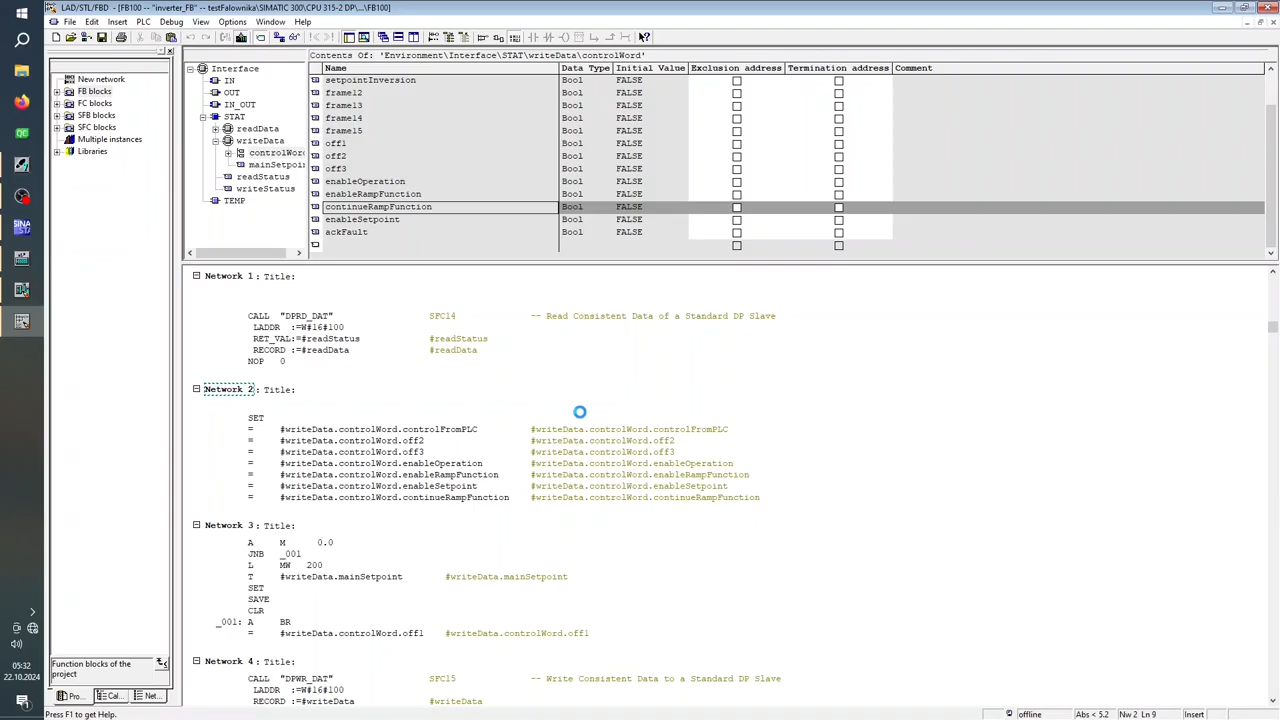 LAD/STL/FBD - [FB100 -- "inverter_FB" -- testFalownika\SIMATIC 300\CPU 315-2 DP\...\FB100]
File Edit Insert PLC Debug View Options Window Help
Contents Of: 'Environment\Interface\STAT\writeData\controlWord'
Name Data Type Initial Value Exclusion address Termination address Comment
setpointInversion Bool FALSE
frame12 Bool FALSE
frame13 Bool FALSE
frame14 Bool FALSE
frame15 Bool FALSE
off1 Bool FALSE
off2 Bool FALSE
off3 Bool FALSE
enableOperation Bool FALSE
enableRampFunction Bool FALSE
continueRampFunction Bool FALSE
enableSetpoint Bool FALSE
ackFault Bool FALSE
Interface
IN
OUT
IN_OUT
STAT
readData
writeData
controlWord
mainSetpoi
readStatus
writeStatus
TEMP
New network
FB blocks
FC blocks
SFB blocks
SFC blocks
Multiple instances
Libraries
Network 1 : Title:
CALL "DPRD_DAT" SFC14 -- Read Consistent Data of a Standard DP Slave
LADDR :=W#16#100
RET_VAL:=#readStatus #readStatus
RECORD :=#readData #readData
NOP 0
Network 2 : Title:
SET
= #writeData.controlWord.controlFromPLC #writeData.controlWord.controlFromPLC
= #writeData.controlWord.off2 #writeData.controlWord.off2
= #writeData.controlWord.off3 #writeData.controlWord.off3
= #writeData.controlWord.enableOperation #writeData.controlWord.enableOperation
= #writeData.controlWord.enableRampFunction #writeData.controlWord.enableRampFunction
= #writeData.controlWord.enableSetpoint #writeData.controlWord.enableSetpoint
= #writeData.controlWord.continueRampFunction #writeData.controlWord.continueRampFunction
Network 3 : Title:
A M 0.0
JNB _001
L MW 200
T #writeData.mainSetpoint #writeData.mainSetpoint
SET
SAVE
CLR
_001: A BR
= #writeData.controlWord.off1 #writeData.controlWord.off1
Network 4 : Title:
CALL "DPWR_DAT" SFC15 -- Write Consistent Data to a Standard DP Slave
LADDR :=W#16#100
RECORD :=#writeData #writeData
Function blocks of the
project
Pro... Cal... Net...
Press F1 to get Help.
offline Abs < 5.2 Nw 2 Ln 9 Insert
QC
SINA
05:32
22.10.2024